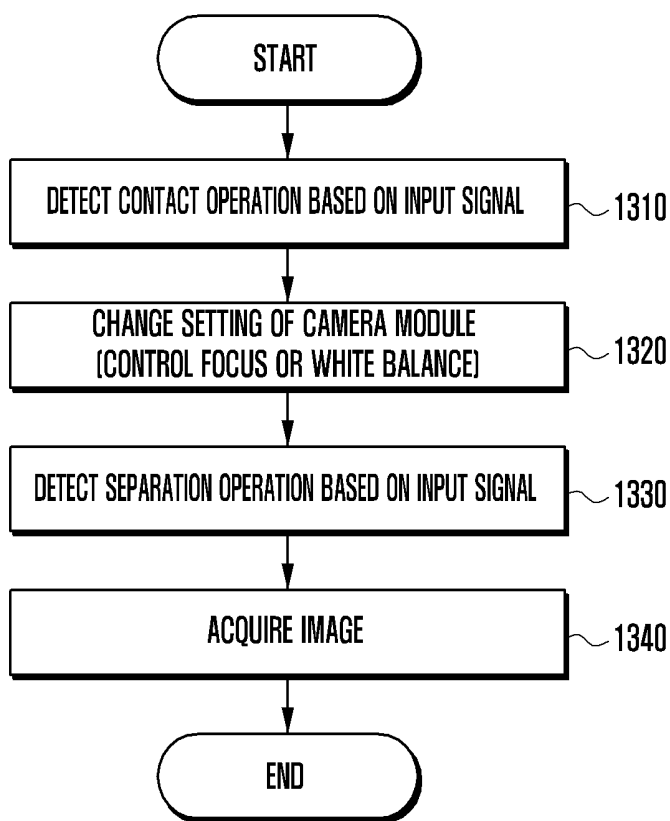 START
DETECT CONTACT OPERATION BASED ON INPUT SIGNAL
1310
CHANGE SETTING OF CAMERA MODULE
(CONTROL FOCUS OR WHITE BALANCE)
1320
DETECT SEPARATION OPERATION BASED ON INPUT SIGNAL
1330
ACQUIRE IMAGE
1340
END